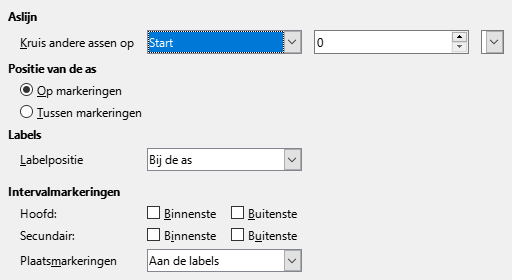 Aslijn
Kruis andere assen op Start 0
Positie van de as
Op markeringen
Tussen markeringen
Labels
Labelpositie Bij de as
Intervalmarkeringen
Hoofd: Binnenste Buitenste
Secundair: Binnenste Buitenste
Plaatsmarkeringen Aan de labels